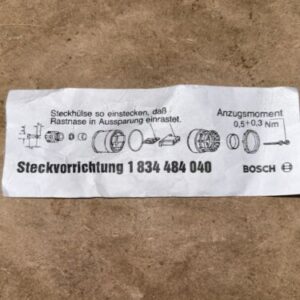 Steckhülse so einstecken, daß
Rastnase in Aussparung einrastet.
Anzugsmoment
0,5+0,3 Nm
Steckvorrichtung 1 834 484 040
BOSCH